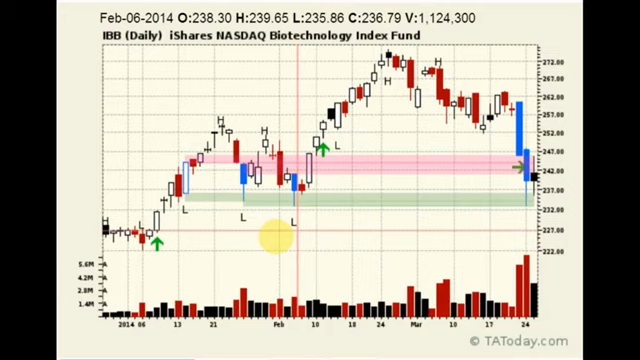 Feb-06-2014 O:238.30 H:239.65 L:235.86 C:236.79 V:1,124,300
IBB (Daily) iShares NASDAQ Biotechnology Index Fund
H
272.00
H
267.00
H
262.00
257.00
H
252.00
H
L
247.00
242.00
237.00
L
232.00
H
L
L
227.00
222.00
5.6M
4.2M
2.8M
1.4M
2014 06 13 21 Feb 10 18 24 Mar 10 17 24
© TAToday.com